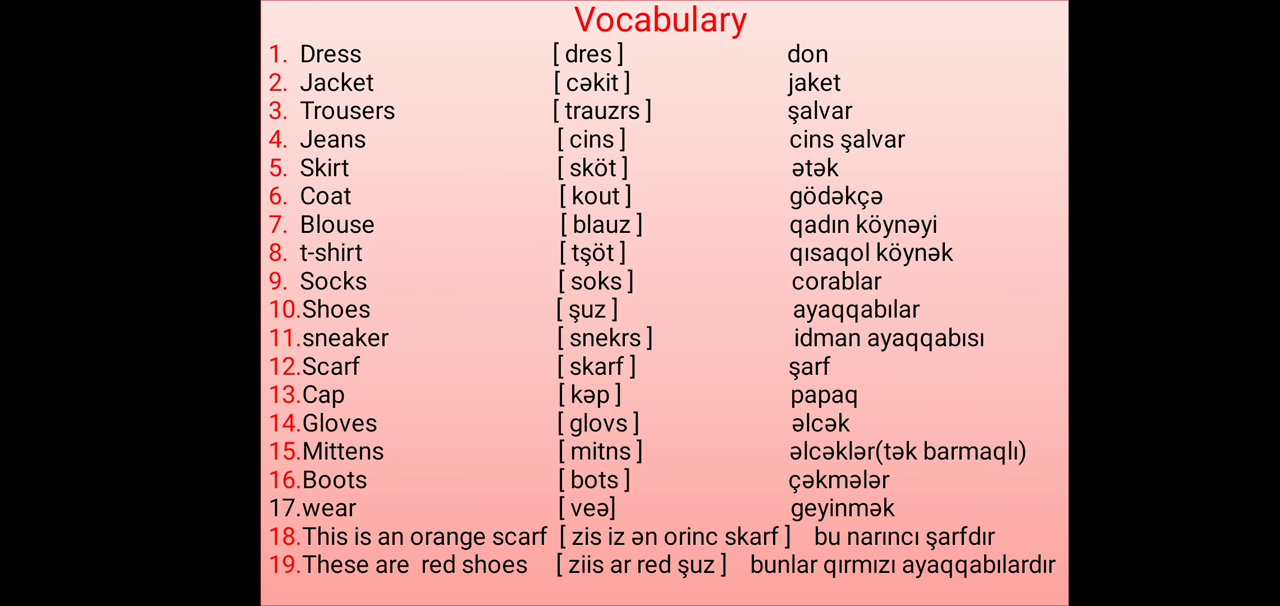 Vocabulary
1. Dress [ dres ] don
2. Jacket [ cəkit ] jaket
3. Trousers [ trauzrs ] şalvar
4. Jeans [ cins ] cins şalvar
5. Skirt [ sköt ] ətək
6. Coat [ kout ] gödəkçə
7. Blouse [ blauz ] qadın köynəyi
8. t-shirt [ tşöt ] qısaqol köynək
9. Socks [ soks ] corablar
10.Shoes [ şuz ] ayaqqabılar
11.sneaker [ snekrs ] idman ayaqqabısı
12.Scarf [ skarf ] şarf
13.Cap [ kəp ] papaq
14.Gloves [ glovs ] əlcək
15.Mittens [ mitns ] əlcəklər(tək barmaqlı)
16.Boots [ bots ] çəkmələr
17.wear [ veə] geyinmək
18.This is an orange scarf [ zis iz ən orinc skarf ] bu narıncı şarfdır
19.These are red shoes [ ziis ar red şuz ] bunlar qırmızı ayaqqabılardır